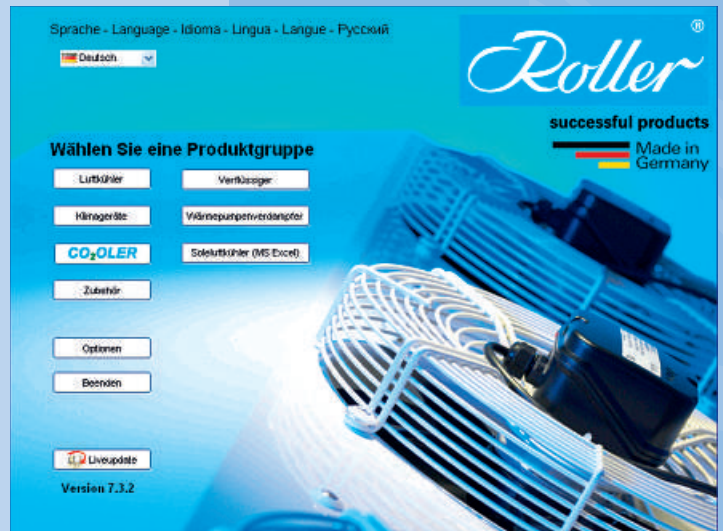 Sprache - Language - Idioma - Lingua - Langue - Русский
Deutsch
Roller®
successful products
Made in
Germany
Wählen Sie eine Produktgruppe
Luftkühler
Verflüssiger
Klimageräte
Wärmepumpenverdampfer
CO₂OLER
Soleluftkühler (MS Excel)
Zubehör
Optionen
Beenden
Liveupdate
Version 7.3.2